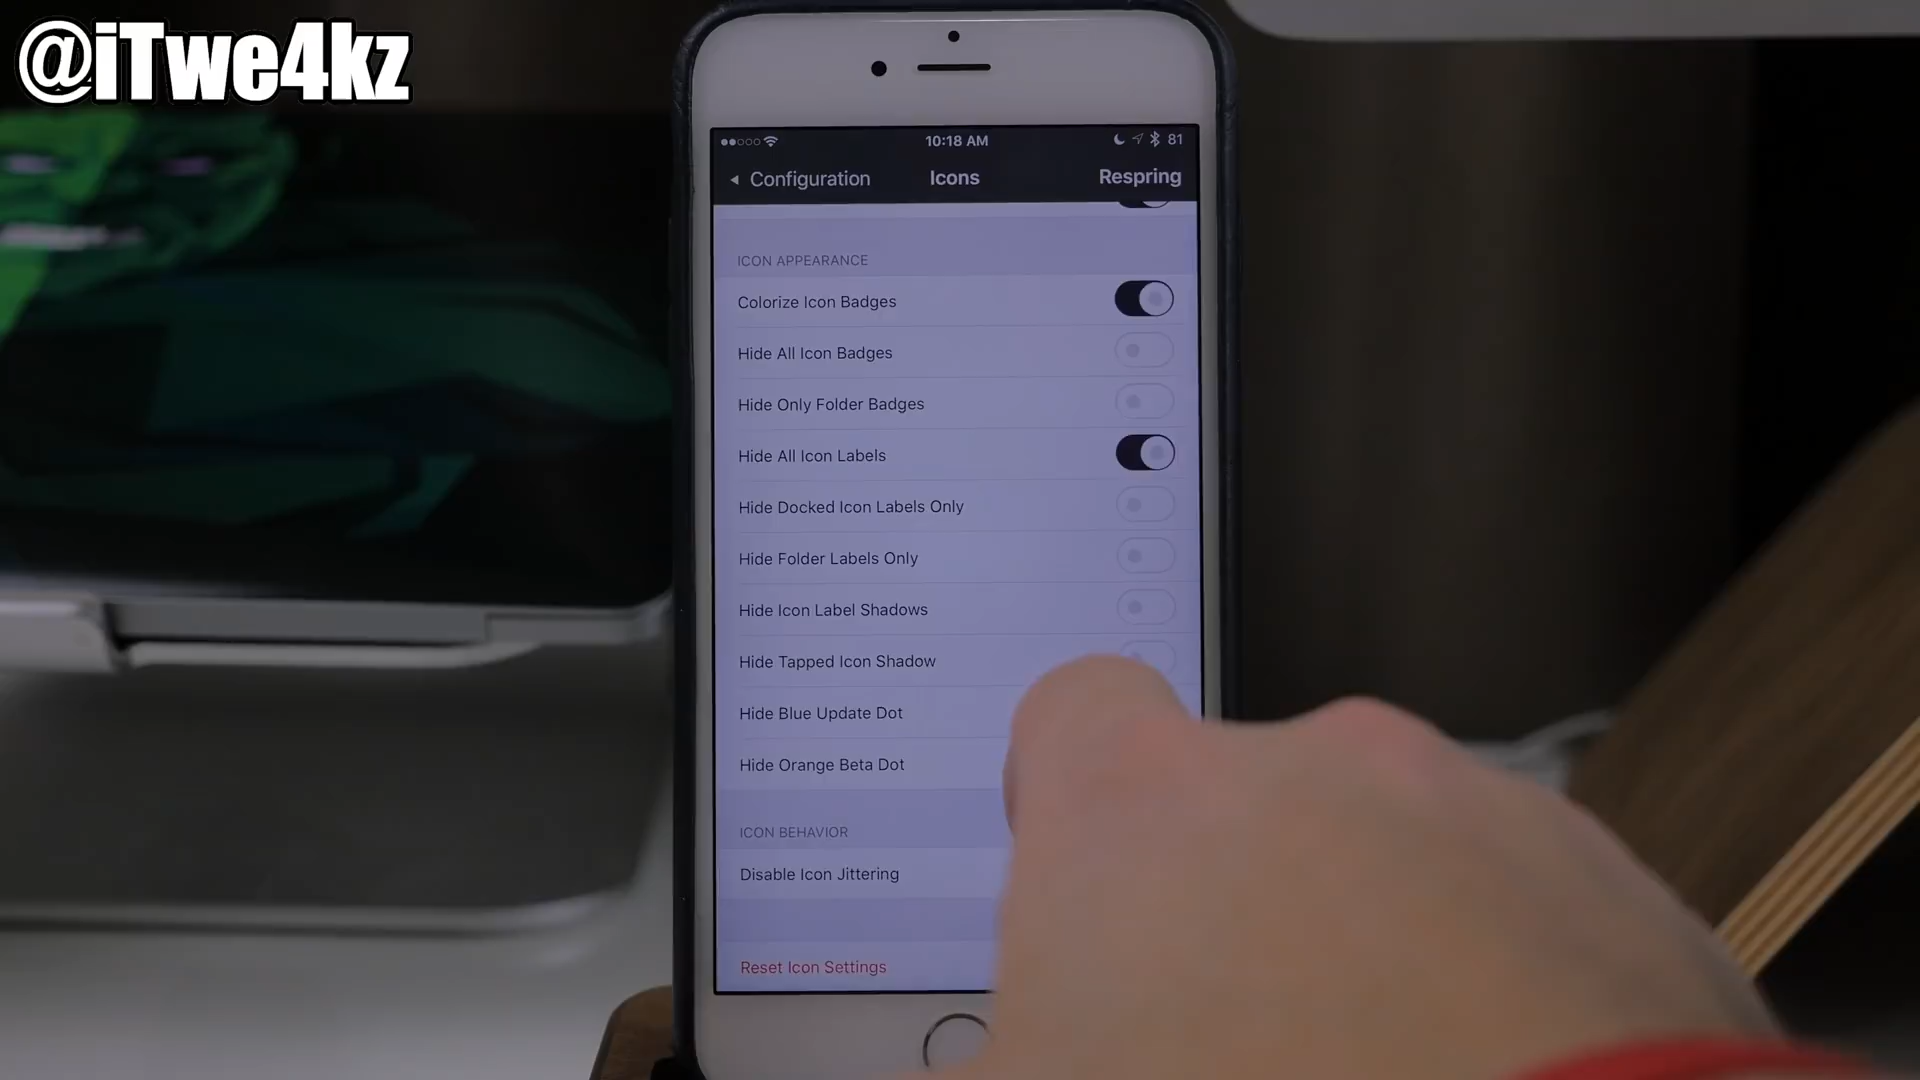 @iTwe4kz
10:18 AM
81
Configuration
Icons
Respring
ICON APPEARANCE
Colorize Icon Badges
Hide All Icon Badges
Hide Only Folder Badges
Hide All Icon Labels
Hide Docked Icon Labels Only
Hide Folder Labels Only
Hide Icon Label Shadows
Hide Tapped Icon Shadow
Hide Blue Update Dot
Hide Orange Beta Dot
ICON BEHAVIOR
Disable Icon Jittering
Reset Icon Settings